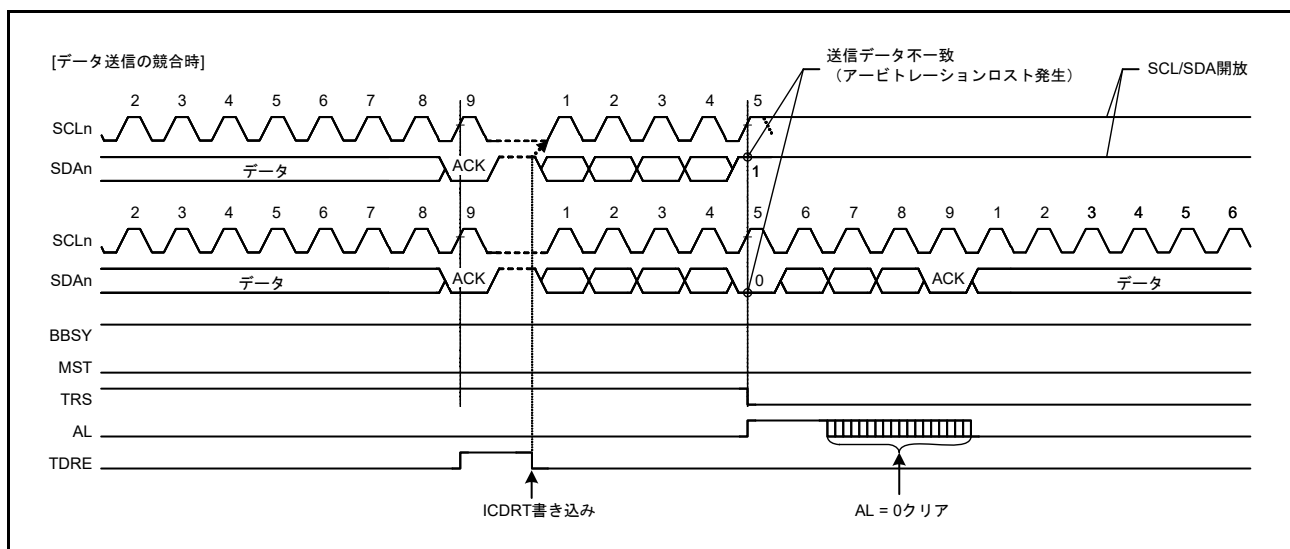 [データ送信の競合時]
送信データ不一致
（アービトレーションロスト発生）
SCL/SDA開放
2 3 4 5 6 7 8 9 1 2 3 4 5
SCLn
SDAn データ ACK 1
2 3 4 5 6 7 8 9 1 2 3 4 5 6 7 8 9 1 2 3 4 5 6
SCLn
SDAn データ ACK 0 ACK データ
BBSY
MST
TRS
AL
TDRE
ICDRT書き込み AL = 0クリア